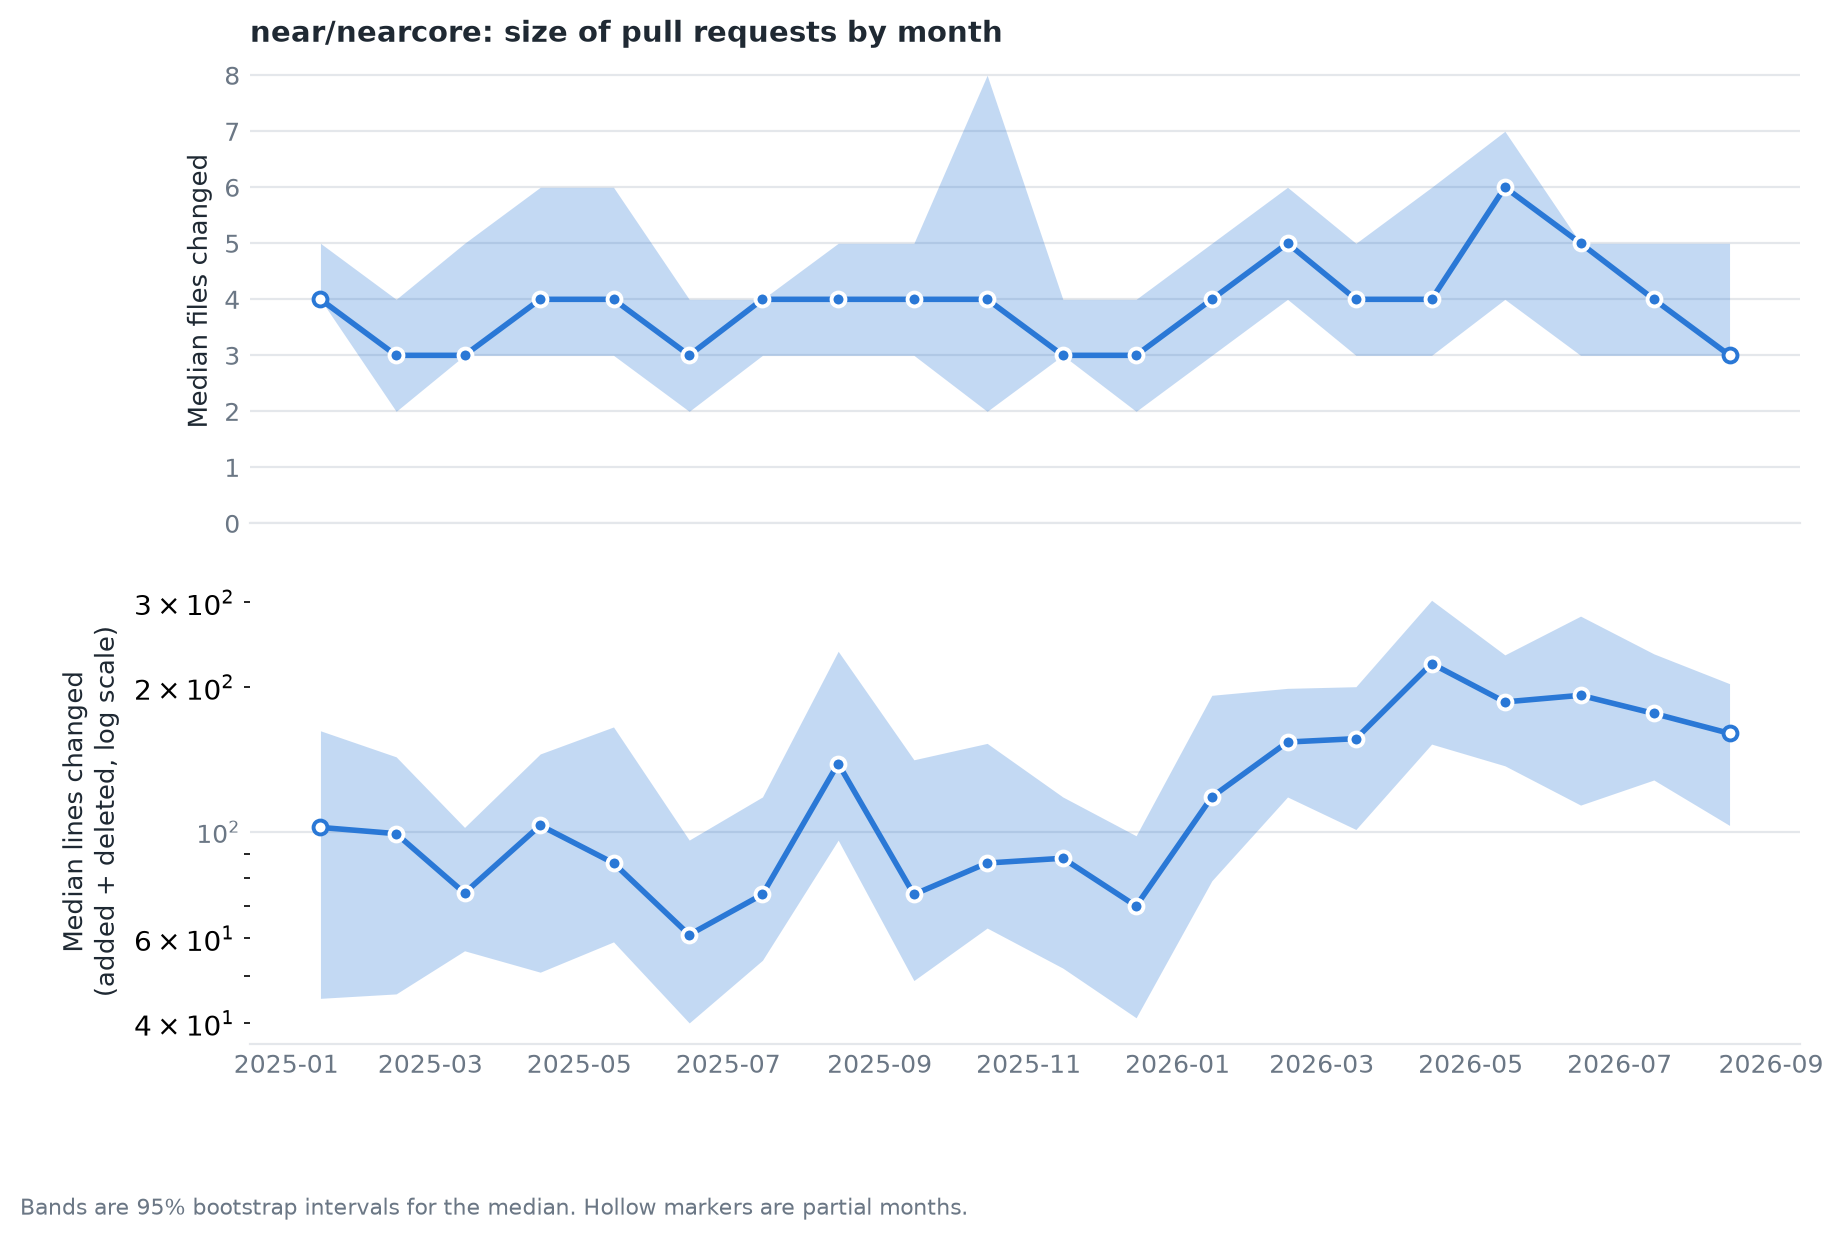 near/nearcore: size of pull requests by month
Median files changed
8
7
6
5
4
3
2
1
0
Median lines changed
(added + deleted, log scale)
3 × 10²
2 × 10²
10²
6 × 10¹
4 × 10¹
2025-01 2025-03 2025-05 2025-07 2025-09 2025-11 2026-01 2026-03 2026-05 2026-07 2026-09
Bands are 95% bootstrap intervals for the median. Hollow markers are partial months.